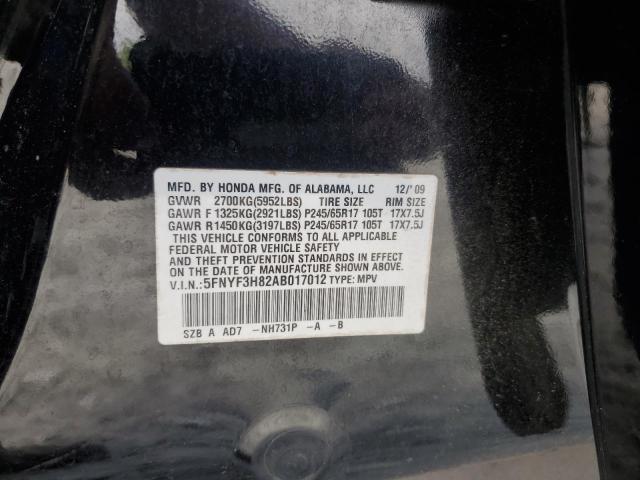 MFD. BY HONDA MFG. OF ALABAMA, LLC 12/'09
GVWR 2700KG(5952LBS) TIRE SIZE RIM SIZE
GAWR F 1325KG(2921LBS) P245/65R17 105T 17X7.5J
GAWR R1450KG(3197LBS) P245/65R17 105T 17X7.5J
THIS VEHICLE CONFORMS TO ALL APPLICABLE
FEDERAL MOTOR VEHICLE SAFETY
AND THEFT PREVENTION STANDARDS IN EFFECT
ON THE DATE OF MANUFACTURE SHOWN ABOVE.
V.I.N.:5FNYF3H82AB017012 TYPE: MPV
SZB A AD7 -NH731P -A -B